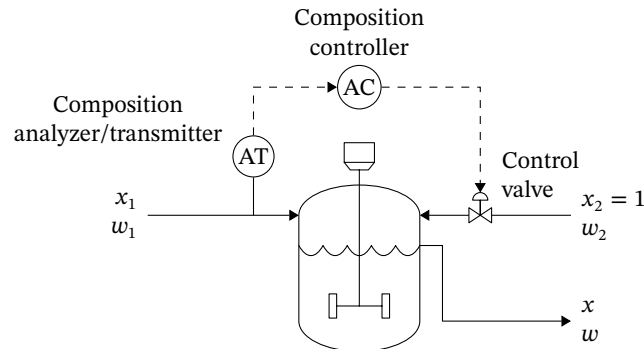 Composition
controller
AC
Composition
analyzer/transmitter
AT
Control
valve
x₁
w₁
x₂ = 1
w₂
x
w